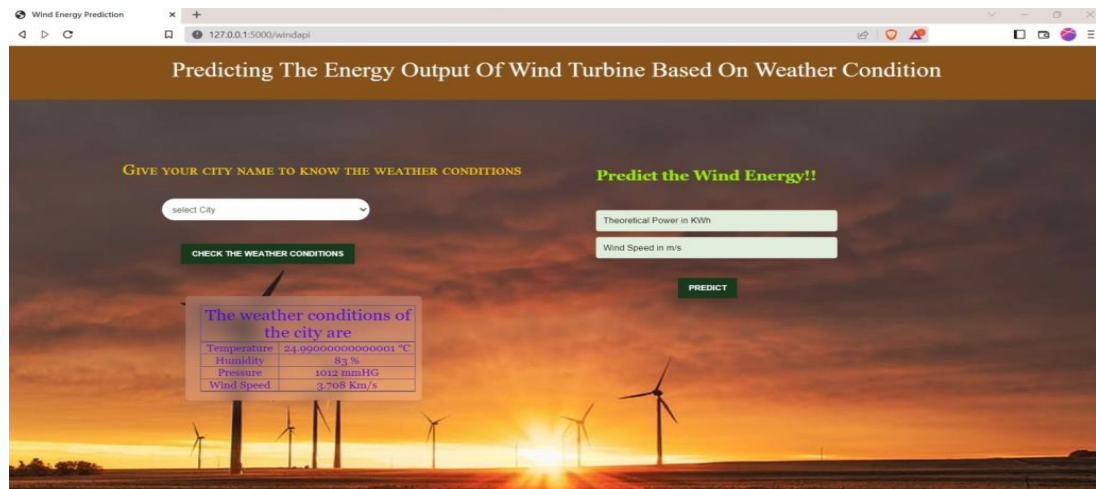 Wind Energy Prediction
127.0.0.1:5000/windapi
Predicting The Energy Output Of Wind Turbine Based On Weather Condition
GIVE YOUR CITY NAME TO KNOW THE WEATHER CONDITIONS
select City
CHECK THE WEATHER CONDITIONS
The weather conditions of
the city are
Temperature 24.99000000000001 °C
Humidity 83 %
Pressure 1012 mmHG
Wind Speed 3.708 Km/s
Predict the Wind Energy!!
Theoretical Power in KWh
Wind Speed in m/s
PREDICT